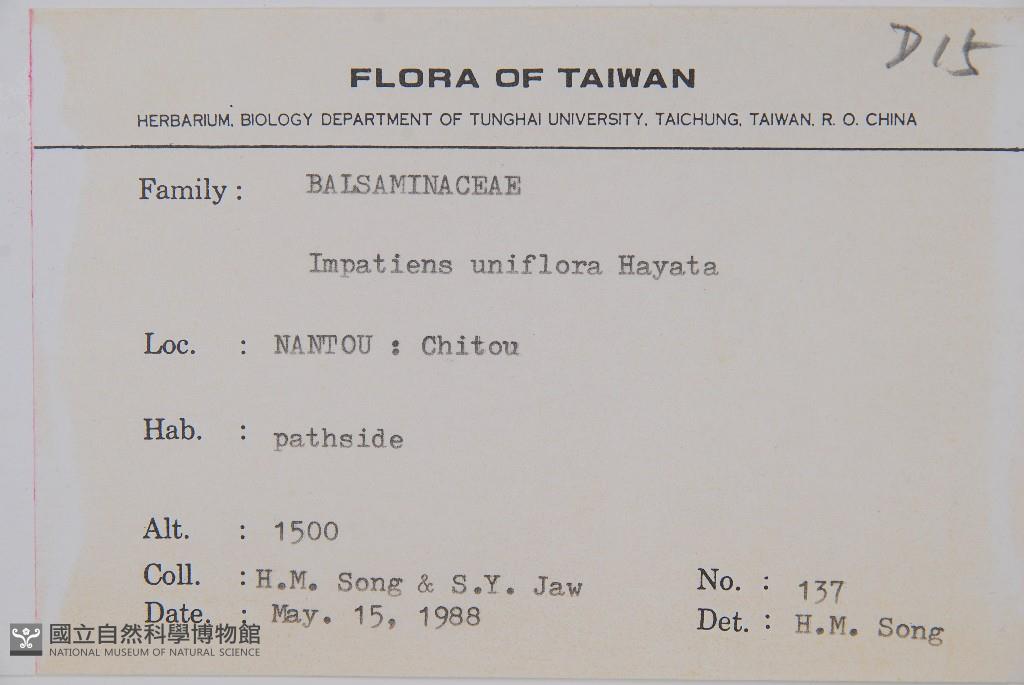 D15
FLORA OF TAIWAN
HERBARIUM, BIOLOGY DEPARTMENT OF TUNGHAI UNIVERSITY, TAICHUNG, TAIWAN, R. O. CHINA
Family : BALSAMINACEAE
Impatiens uniflora Hayata
Loc. : NANTOU : Chitou
Hab. : pathside
Alt. : 1500
Coll. : H.M. Song & S.Y. Jaw No. : 137
Date. : May. 15, 1988 Det. : H.M. Song
國立自然科學博物館
NATIONAL MUSEUM OF NATURAL SCIENCE